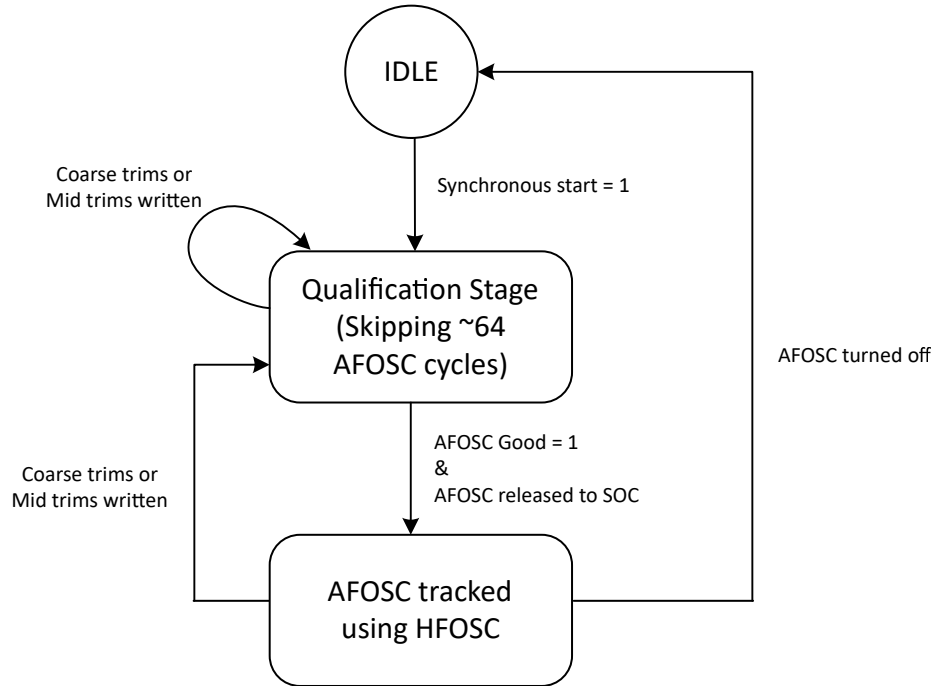 IDLE
Synchronous start = 1
Coarse trims or
Mid trims written
Qualification Stage
(Skipping ~64
AFOSC cycles)
AFOSC turned off
AFOSC Good = 1
&
AFOSC released to SOC
Coarse trims or
Mid trims written
AFOSC tracked
using HFOSC